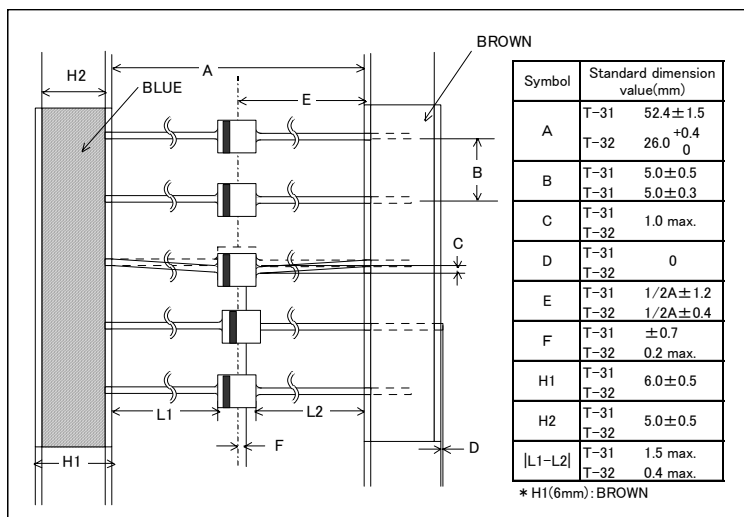 H2
A
BLUE
E
BROWN
B
C
L1
L2
F
D
H1
Symbol Standard dimension
value(mm)
A T-31 52.4±1.5
T-32 26.0 +0.4
0
B T-31 5.0±0.5
T-31 5.0±0.3
C T-31 1.0 max.
T-32
D T-31 0
T-32
E T-31 1/2A±1.2
T-32 1/2A±0.4
F T-31 ±0.7
T-32 0.2 max.
H1 T-31 6.0±0.5
T-32
H2 T-31 5.0±0.5
T-32
|L1-L2| T-31 1.5 max.
T-32 0.4 max.
* H1(6mm):BROWN